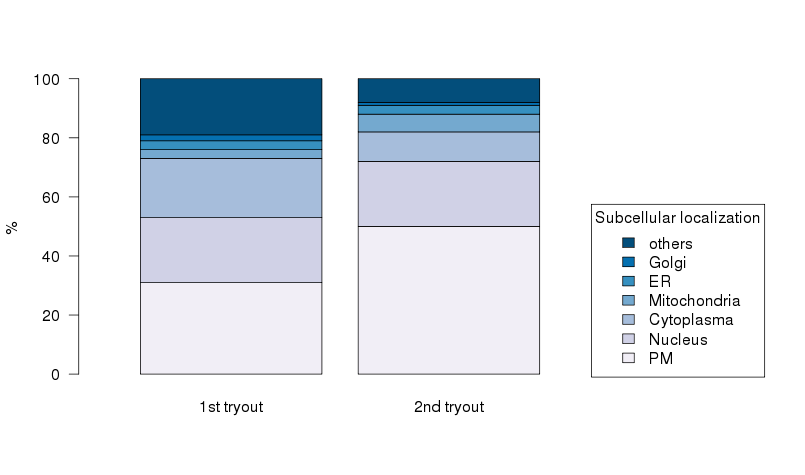 100
80
60
40
20
0
%
1st tryout
2nd tryout
Subcellular localization
others
Golgi
ER
Mitochondria
Cytoplasma
Nucleus
PM